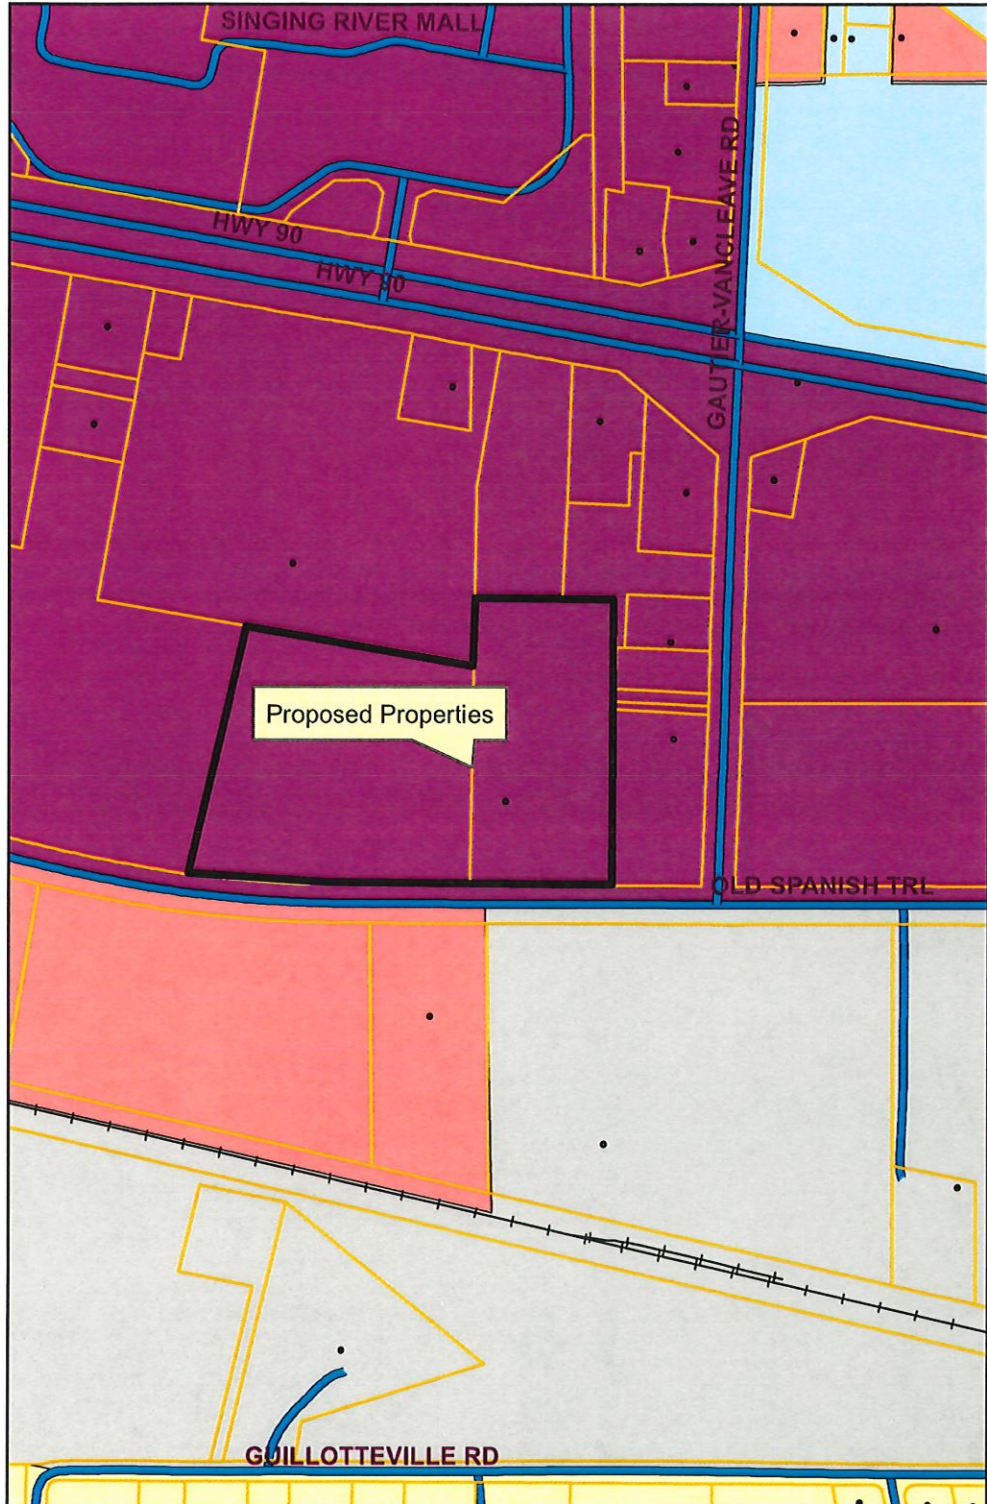 SINGING RIVER MALL
GAUTIER-VANCLEAVE RD
HWY 90
HWY 90
Proposed Properties
OLD SPANISH TRL
GUILLOTTEVILLE RD